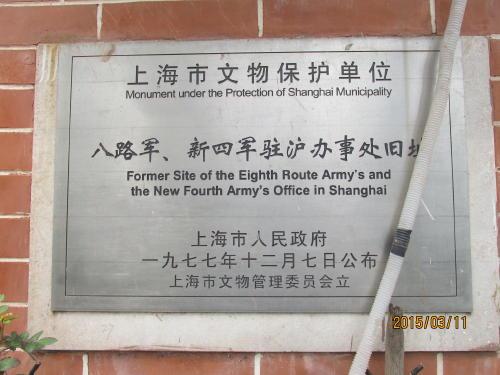 上海市文物保护单位
Monument under the Protection of Shanghai Municipality
八路军、新四军驻沪办事处旧址
Former Site of the Eighth Route Army's and
the New Fourth Army's Office in Shanghai
上海市人民政府
一九七七年十二月七日公布
上海市文物管理委员会立
2015/03/11